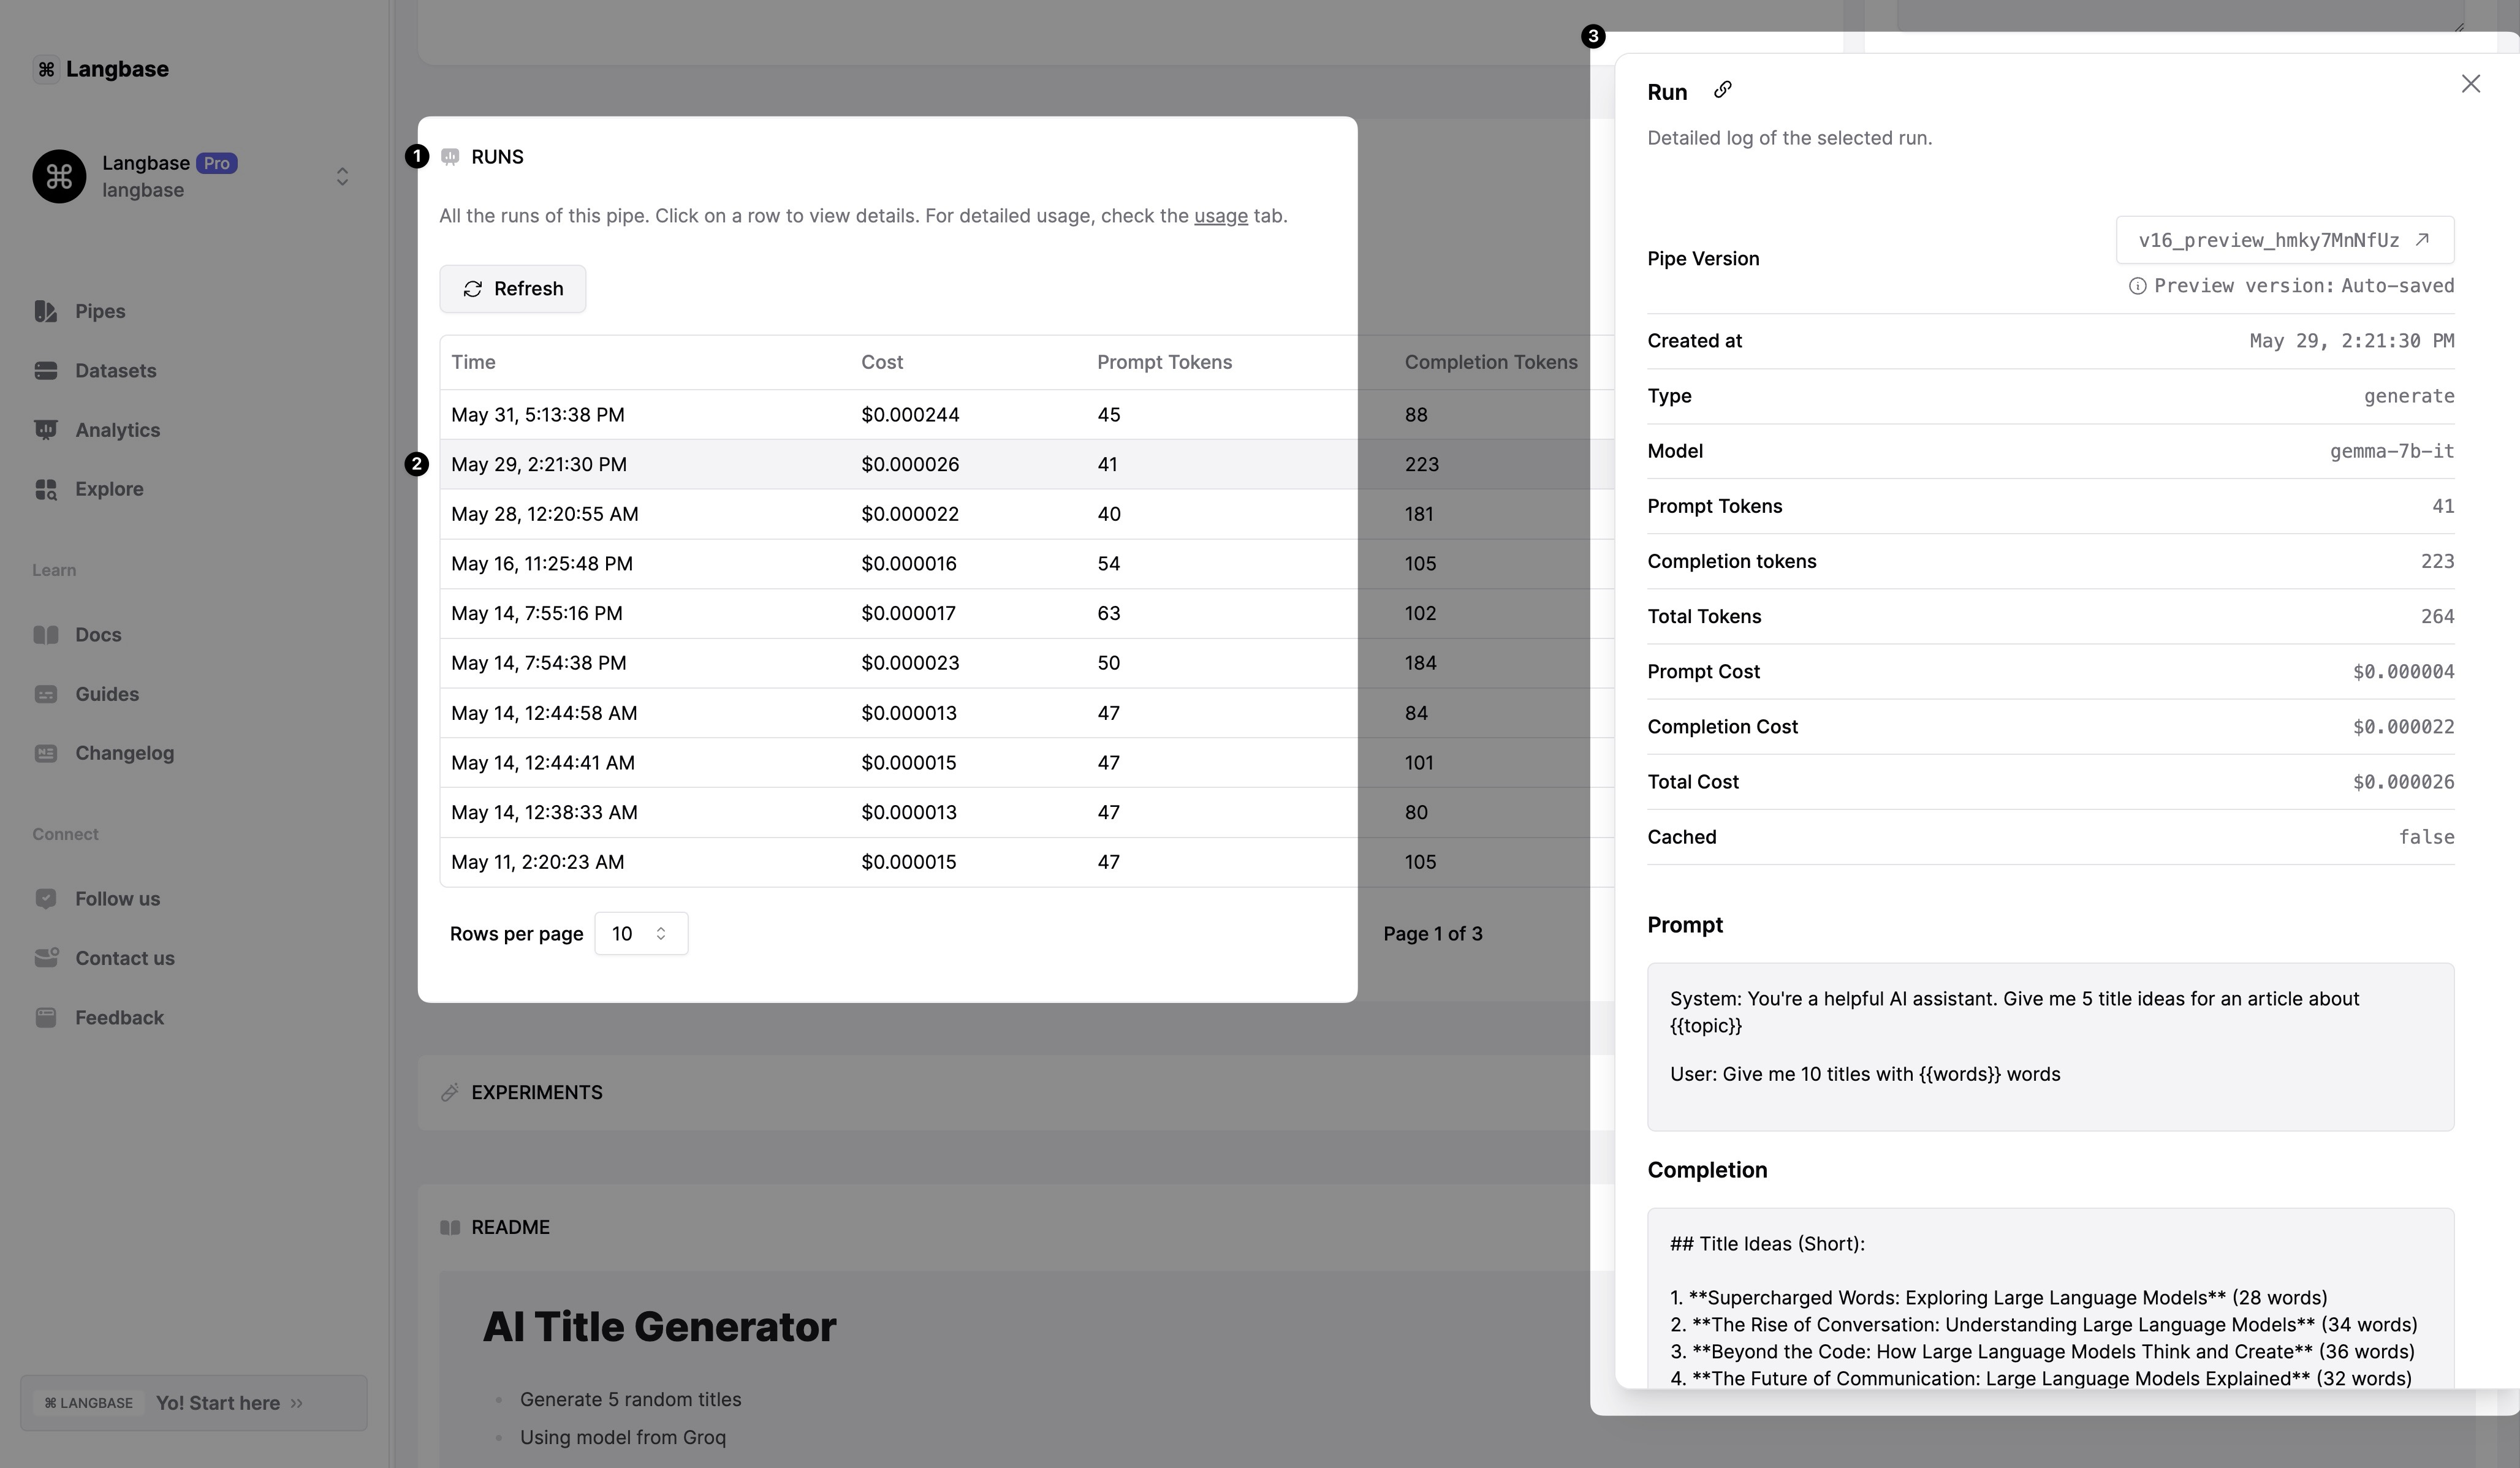 ⌘ Langbase
Langbase Pro
langbase
Pipes
Datasets
Analytics
Explore
Learn
Docs
Guides
Changelog
Connect
Follow us
Contact us
Feedback
⌘ LANGBASE Yo! Start here
1 RUNS
All the runs of this pipe. Click on a row to view details. For detailed usage, check the usage tab.
Refresh
Time Cost Prompt Tokens Completion Tokens
May 31, 5:13:38 PM $0.000244 45 88
2 May 29, 2:21:30 PM $0.000026 41 223
May 28, 12:20:55 AM $0.000022 40 181
May 16, 11:25:48 PM $0.000016 54 105
May 14, 7:55:16 PM $0.000017 63 102
May 14, 7:54:38 PM $0.000023 50 184
May 14, 12:44:58 AM $0.000013 47 84
May 14, 12:44:41 AM $0.000015 47 101
May 14, 12:38:33 AM $0.000013 47 80
May 11, 2:20:23 AM $0.000015 47 105
Rows per page 10 Page 1 of 3
EXPERIMENTS
README
AI Title Generator
Generate 5 random titles
Using model from Groq
3
Run
Detailed log of the selected run.
Pipe Version v16_preview_hmky7MnNfUz
Preview version: Auto-saved
Created at May 29, 2:21:30 PM
Type generate
Model gemma-7b-it
Prompt Tokens 41
Completion tokens 223
Total Tokens 264
Prompt Cost $0.000004
Completion Cost $0.000022
Total Cost $0.000026
Cached false
Prompt
System: You're a helpful AI assistant. Give me 5 title ideas for an article about
{{topic}}
User: Give me 10 titles with {{words}} words
Completion
## Title Ideas (Short):
1. **Supercharged Words: Exploring Large Language Models** (28 words)
2. **The Rise of Conversation: Understanding Large Language Models** (34 words)
3. **Beyond the Code: How Large Language Models Think and Create** (36 words)
4. **The Future of Communication: Large Language Models Explained** (32 words)